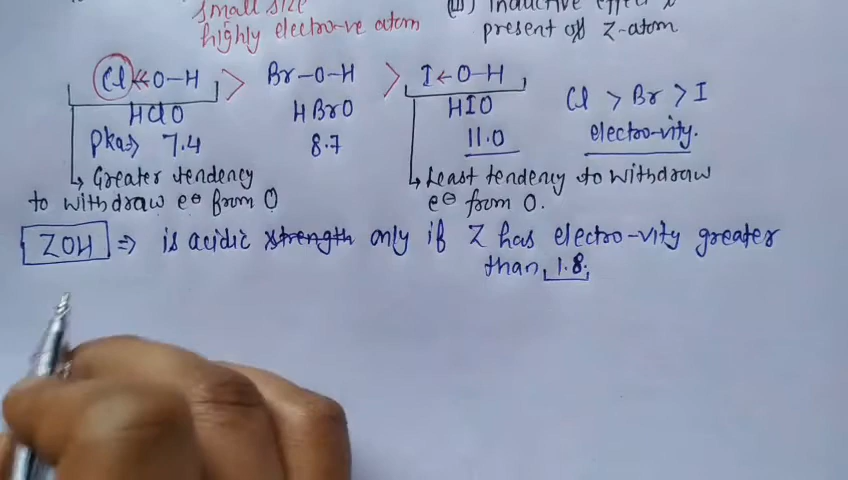 small size
highly electro-ve atom
(iii) inductive effect
present of Z-atom
Cl ↞ O-H > Br-O-H > I ← O-H
HClO HBrO HIO
Pka⇒ 7.4 8.7 11.0
Cl > Br > I
electro-vity.
↳ Greater tendency
to withdraw e⊖ from O
↳ Least tendency to withdraw
e⊖ from O.
ZOH ⇒ is acidic strength only if Z has electro-vity greater
than 1.8.